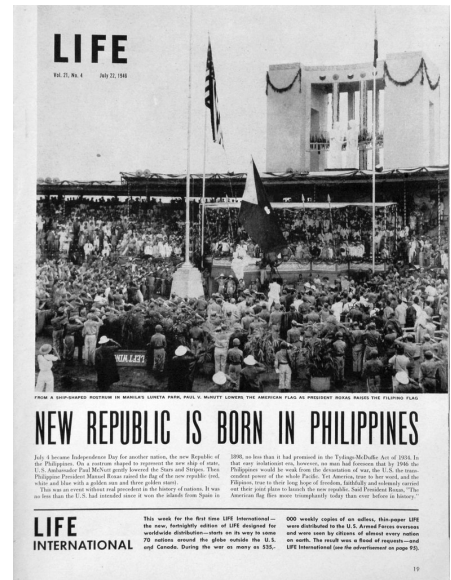 LIFE
Vol. 21, No. 4 July 22, 1946
LEFT WING
FROM A SHIP-SHAPED ROSTRUM IN MANILA'S LUNETA PARK, PAUL V. McNUTT LOWERS THE AMERICAN FLAG AS PRESIDENT ROXAS RAISES THE FILIPINO FLAG
NEW REPUBLIC IS BORN IN PHILIPPINES
July 4 became Independence Day for another nation, the new Republic of
the Philippines. On a rostrum shaped to represent the new ship of state,
U.S. Ambassador Paul McNutt gently lowered the Stars and Stripes. Then
Philippine President Manuel Roxas raised the flag of the new republic (red,
white and blue with a golden sun and three golden stars).
This was an event without real precedent in the history of nations. It was
no less than the U.S. had intended since it won the islands from Spain in
1898, no less than it had promised in the Tydings-McDuffie Act of 1934. In
that easy isolationist era, however, no man had foreseen that by 1946 the
Philippines would be weak from the devastation of war, the U.S. the trans-
cendent power of the whole Pacific. Yet America, true to her word, and the
Filipinos, true to their long hope of freedom, faithfully and solemnly carried
out their joint plans to launch the new republic. Said President Roxas, "The
American flag flies more triumphantly today than ever before in history."
LIFE
INTERNATIONAL
This week for the first time LIFE International—
the new, fortnightly edition of LIFE designed for
worldwide distribution—starts on its way to some
70 nations around the globe outside the U.S.
and Canada. During the war as many as 525,-
000 weekly copies of an adless, thin-paper LIFE
were distributed to the U.S. Armed Forces overseas
and were seen by citizens of almost every nation
on earth. The result was a flood of requests—and
LIFE International (see the advertisement on page 95).
19